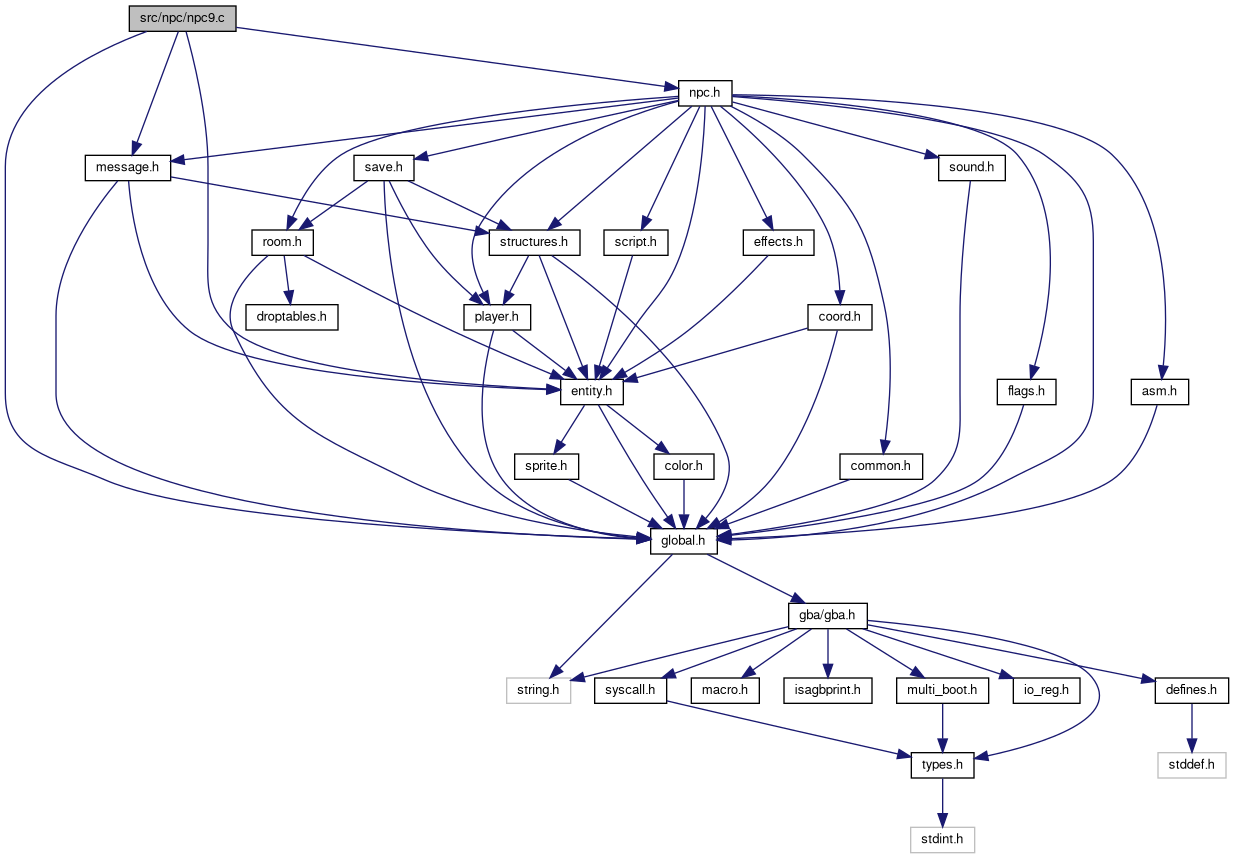 src/npc/npc9.c
npc.h
message.h
save.h
sound.h
room.h
structures.h
script.h
effects.h
droptables.h
player.h
coord.h
entity.h
flags.h
asm.h
sprite.h
color.h
common.h
global.h
gba/gba.h
string.h
syscall.h
macro.h
isagbprint.h
multi_boot.h
io_reg.h
defines.h
types.h
stddef.h
stdint.h